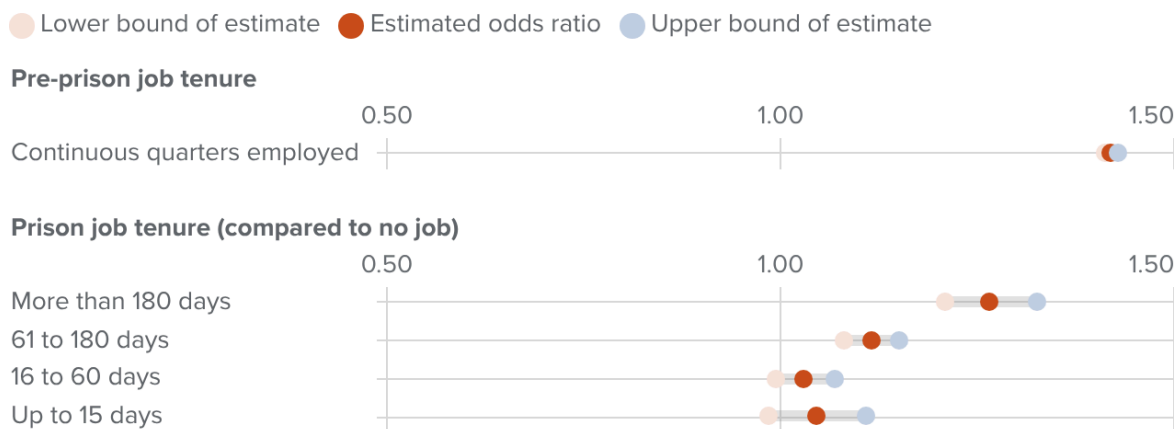 Lower bound of estimate Estimated odds ratio Upper bound of estimate
Pre-prison job tenure
0.50 1.00 1.50
Continuous quarters employed
Prison job tenure (compared to no job)
0.50 1.00 1.50
More than 180 days
61 to 180 days
16 to 60 days
Up to 15 days